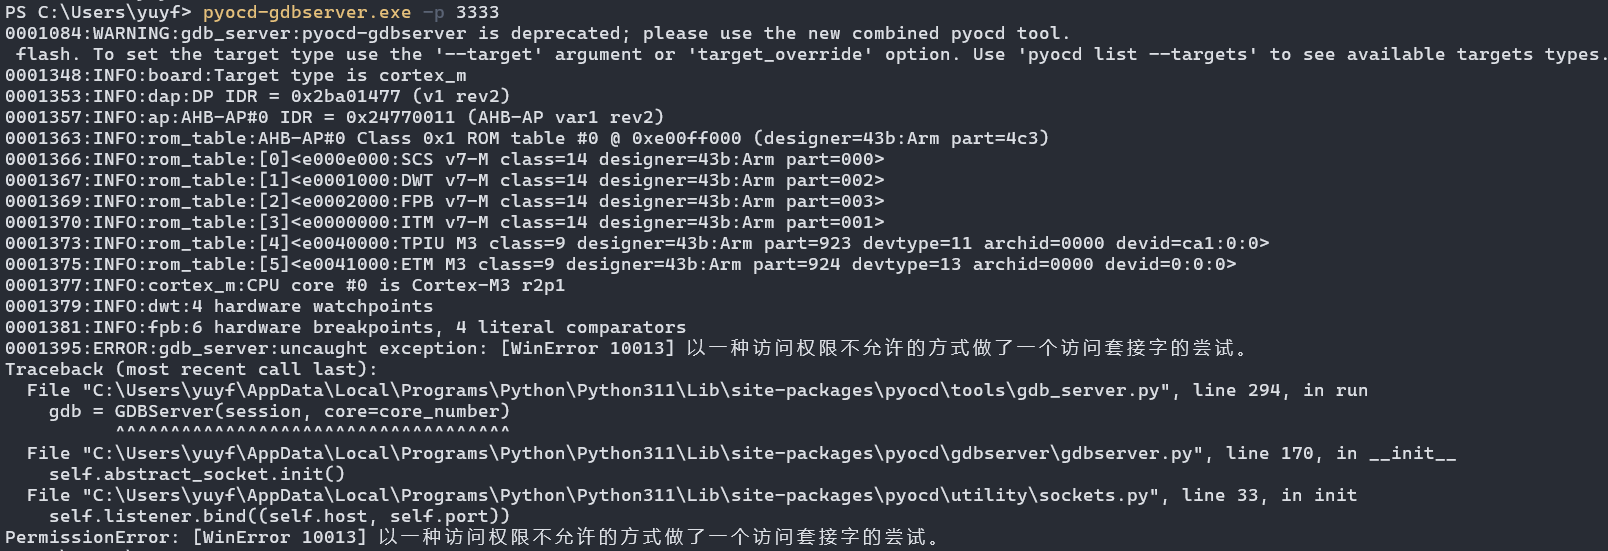 PS C:\Users\yuyf> pyocd-gdbserver.exe -p 3333
0001084:WARNING:gdb_server:pyocd-gdbserver is deprecated; please use the new combined pyocd tool.
 flash. To set the target type use the '--target' argument or 'target_override' option. Use 'pyocd list --targets' to see available targets types.
0001348:INFO:board:Target type is cortex_m
0001353:INFO:dap:DP IDR = 0x2ba01477 (v1 rev2)
0001357:INFO:ap:AHB-AP#0 IDR = 0x24770011 (AHB-AP var1 rev2)
0001363:INFO:rom_table:AHB-AP#0 Class 0x1 ROM table #0 @ 0xe00ff000 (designer=43b:Arm part=4c3)
0001366:INFO:rom_table:[0]<e000e000:SCS v7-M class=14 designer=43b:Arm part=000>
0001367:INFO:rom_table:[1]<e0001000:DWT v7-M class=14 designer=43b:Arm part=002>
0001369:INFO:rom_table:[2]<e0002000:FPB v7-M class=14 designer=43b:Arm part=003>
0001370:INFO:rom_table:[3]<e0000000:ITM v7-M class=14 designer=43b:Arm part=001>
0001373:INFO:rom_table:[4]<e0040000:TPIU M3 class=9 designer=43b:Arm part=923 devtype=11 archid=0000 devid=ca1:0:0>
0001375:INFO:rom_table:[5]<e0041000:ETM M3 class=9 designer=43b:Arm part=924 devtype=13 archid=0000 devid=0:0:0>
0001377:INFO:cortex_m:CPU core #0 is Cortex-M3 r2p1
0001379:INFO:dwt:4 hardware watchpoints
0001381:INFO:fpb:6 hardware breakpoints, 4 literal comparators
0001395:ERROR:gdb_server:uncaught exception: [WinError 10013] 以一种访问权限不允许的方式做了一个访问套接字的尝试。
Traceback (most recent call last):
  File "C:\Users\yuyf\AppData\Local\Programs\Python\Python311\Lib\site-packages\pyocd\tools\gdb_server.py", line 294, in run
    gdb = GDBServer(session, core=core_number)
          ^^^^^^^^^^^^^^^^^^^^^^^^^^^^^^^^^^^^
  File "C:\Users\yuyf\AppData\Local\Programs\Python\Python311\Lib\site-packages\pyocd\gdbserver\gdbserver.py", line 170, in __init__
    self.abstract_socket.init()
  File "C:\Users\yuyf\AppData\Local\Programs\Python\Python311\Lib\site-packages\pyocd\utility\sockets.py", line 33, in init
    self.listener.bind((self.host, self.port))
PermissionError: [WinError 10013] 以一种访问权限不允许的方式做了一个访问套接字的尝试。